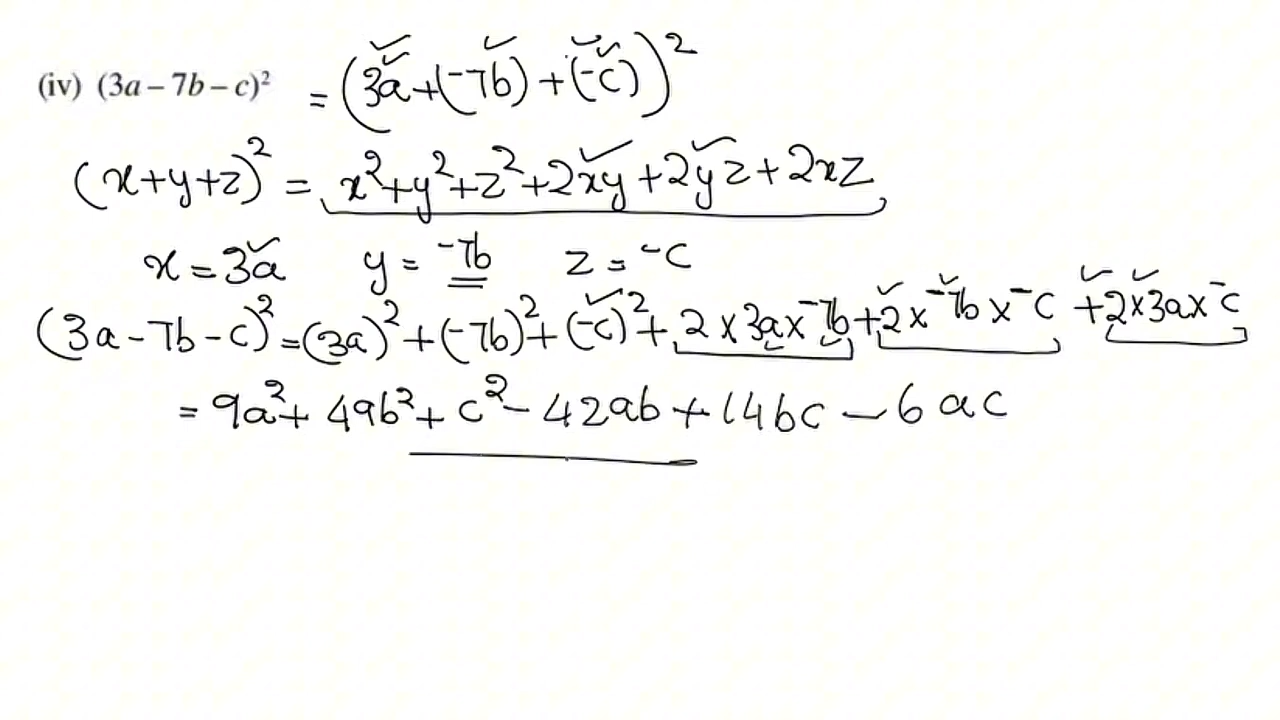 (iv) (3a – 7b – c)² = (3a+(-7b)+(-c))²
(x+y+z)² = x²+y²+z²+2xy+2yz+2xz
x = 3a y = -7b z = -c
(3a-7b-c)²=(3a)²+(-7b)²+(-c)²+2×3a×-7b+2×-7b×-c+2×3a×-c
= 9a²+49b²+c²-42ab+14bc-6ac